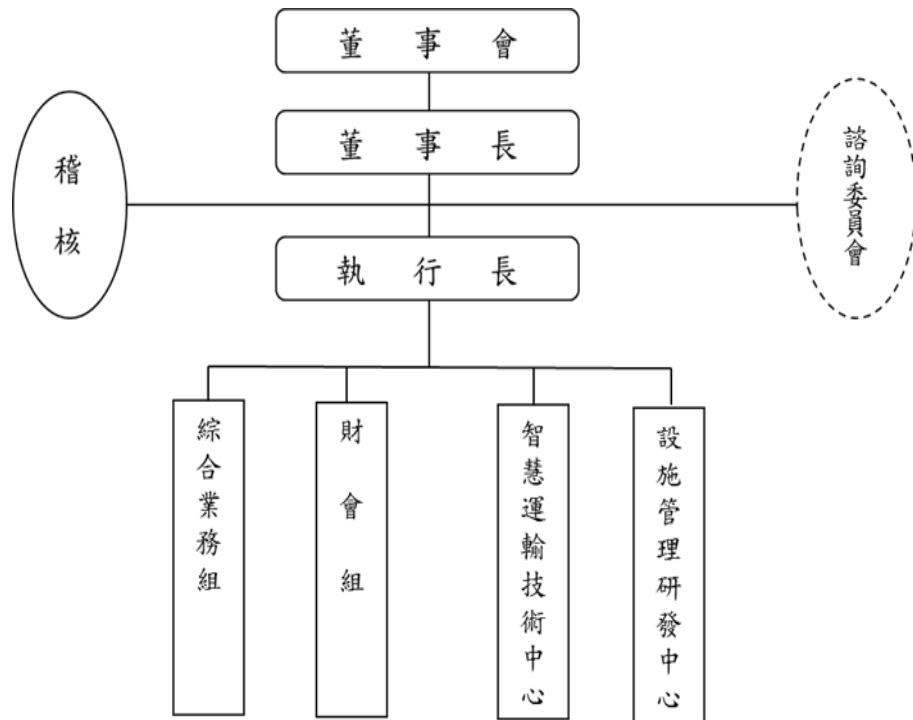 董事會
董事長
稽核
諮詢委員會
執行長
綜合業務組
財會組
智慧運輸技術中心
設施管理研發中心